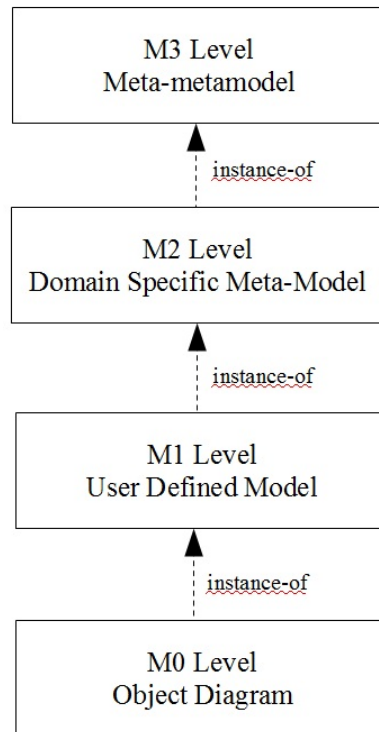 M3 Level
Meta-metamodel
instance-of
M2 Level
Domain Specific Meta-Model
instance-of
M1 Level
User Defined Model
instance-of
M0 Level
Object Diagram